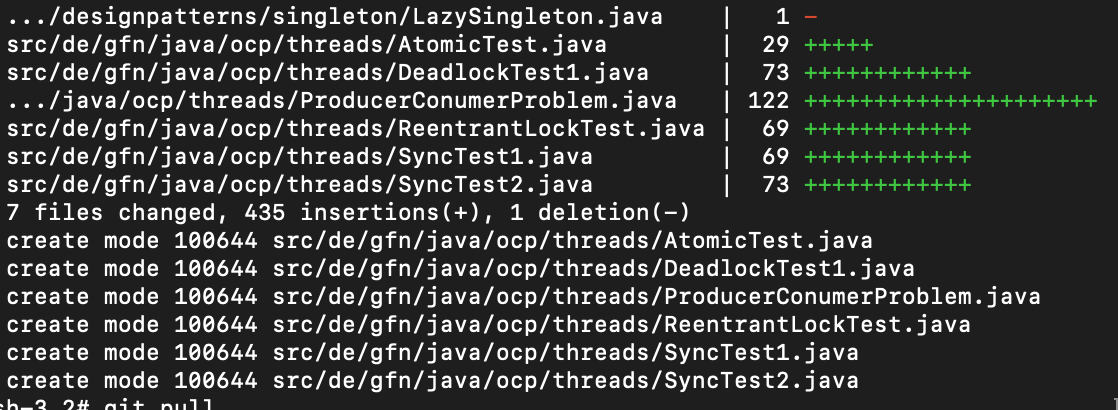 .../designpatterns/singleton/LazySingleton.java | 1 -
src/de/gfn/java/ocp/threads/AtomicTest.java | 29 +++++
src/de/gfn/java/ocp/threads/DeadlockTest1.java | 73 ++++++++++++
.../java/ocp/threads/ProducerConumerProblem.java | 122 +++++++++++++++++++++
src/de/gfn/java/ocp/threads/ReentrantLockTest.java | 69 ++++++++++++
src/de/gfn/java/ocp/threads/SyncTest1.java | 69 ++++++++++++
src/de/gfn/java/ocp/threads/SyncTest2.java | 73 ++++++++++++
7 files changed, 435 insertions(+), 1 deletion(-)
create mode 100644 src/de/gfn/java/ocp/threads/AtomicTest.java
create mode 100644 src/de/gfn/java/ocp/threads/DeadlockTest1.java
create mode 100644 src/de/gfn/java/ocp/threads/ProducerConumerProblem.java
create mode 100644 src/de/gfn/java/ocp/threads/ReentrantLockTest.java
create mode 100644 src/de/gfn/java/ocp/threads/SyncTest1.java
create mode 100644 src/de/gfn/java/ocp/threads/SyncTest2.java
sh-3.2# git pull